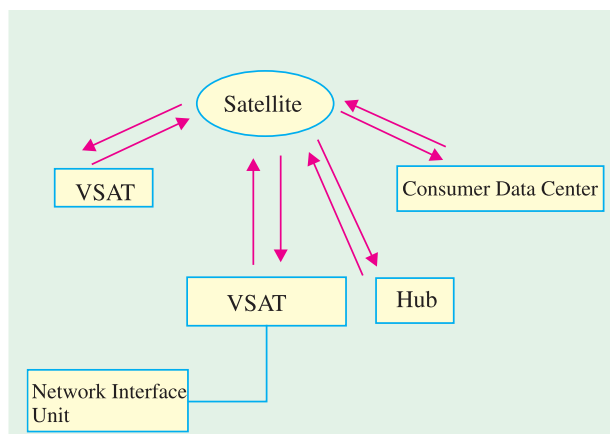 Satellite
VSAT
Consumer Data Center
VSAT
Hub
Network Interface
Unit